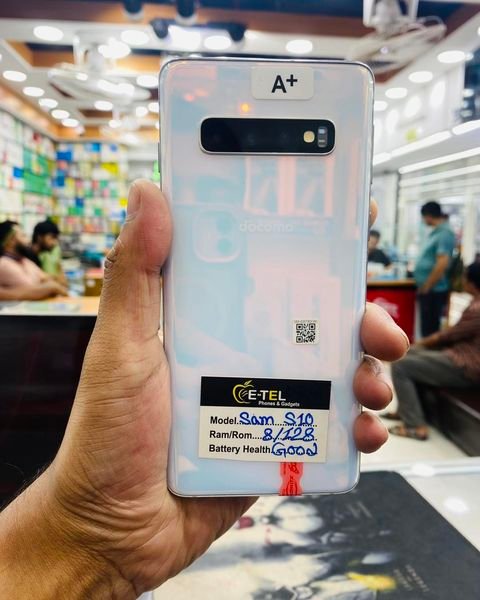 A+
docomo
E-TEL
Phones & Gadgets
Model..Sam S10
Ram/Rom....8/128
Battery Health.Good